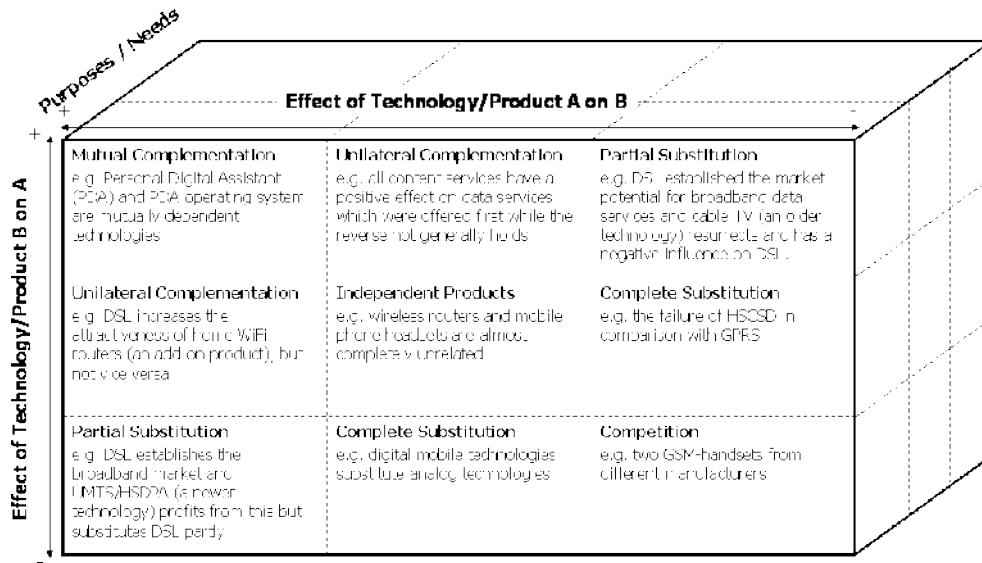 Purposes / Needs
Effect of Technology/Product A on B
+
+
-
Effect of Technology/Product B on A
-
Mutual Complementation
e.g. Personal Digital Assistant
(PDA) and PDA operating system
are mutually dependent
technologies
Unilateral Complementation
e.g. all content services have a
positive effect on data services
which were offered first while the
reverse not generally holds
Partial Substitution
e.g. DSL established the market
potential for broadband data
services and cable TV (an older
technology) resurrects and has a
negative influence on DSL.
Unilateral Complementation
e.g. DSL increases the
attractiveness of home WiFi
routers (an add on product), but
not vice versa
Independent Products
e.g. wireless routers and mobile
phone headsets are almost
completely unrelated
Complete Substitution
e.g. the failure of HSCSD in
comparison with GPRS
Partial Substitution
e.g. DSL establishes the
broadband market and
UMTS/HSDPA (a newer
technology) profits from this but
substitutes DSL partly
Complete Substitution
e.g. digital mobile technologies
substitute analog technologies
Competition
e.g. two GSM-handsets from
different manufacturers